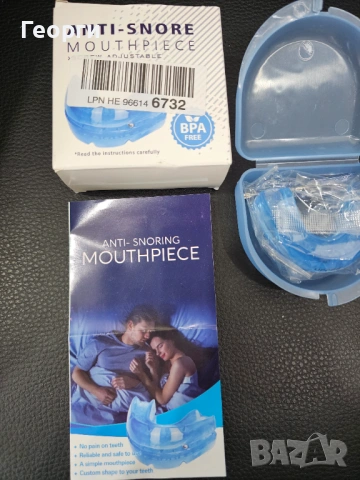 Георги
ANTI-SNORE
MOUTHPIECE
ADJUSTABLE
LPN HE 96614 6732
BPA
FREE
*Read the instructions carefully
ANTI- SNORING
MOUTHPIECE
• No pain on teeth
• Reliable and safe to
• A simple mouthpiece
• Custom shape to your teeth
BAZAR